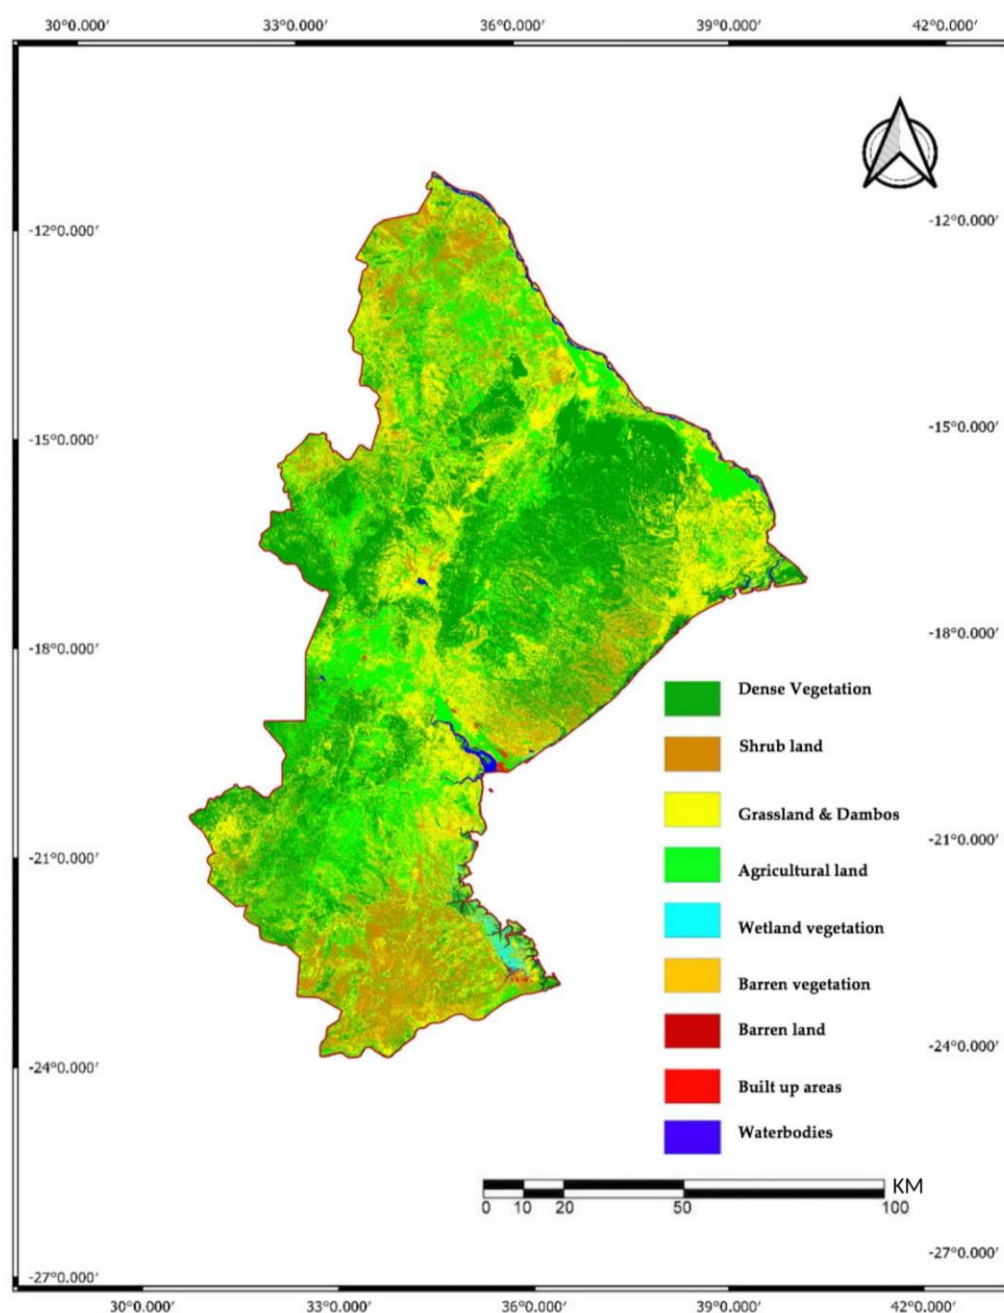 30°0.000′ 33°0.000′ 36°0.000′ 39°0.000′ 42°0.000′
-12°0.000′ -12°0.000′
-15°0.000′ -15°0.000′
-18°0.000′ -18°0.000′
Dense Vegetation
Shrub land
Grassland & Dambos
-21°0.000′ -21°0.000′
Agricultural land
Wetland vegetation
Barren vegetation
Barren land
-24°0.000′ -24°0.000′
Built up areas
Waterbodies
KM
0 10 20 50 100
-27°0.000′ -27°0.000′
30°0.000′ 33°0.000′ 36°0.000′ 39°0.000′ 42°0.000′